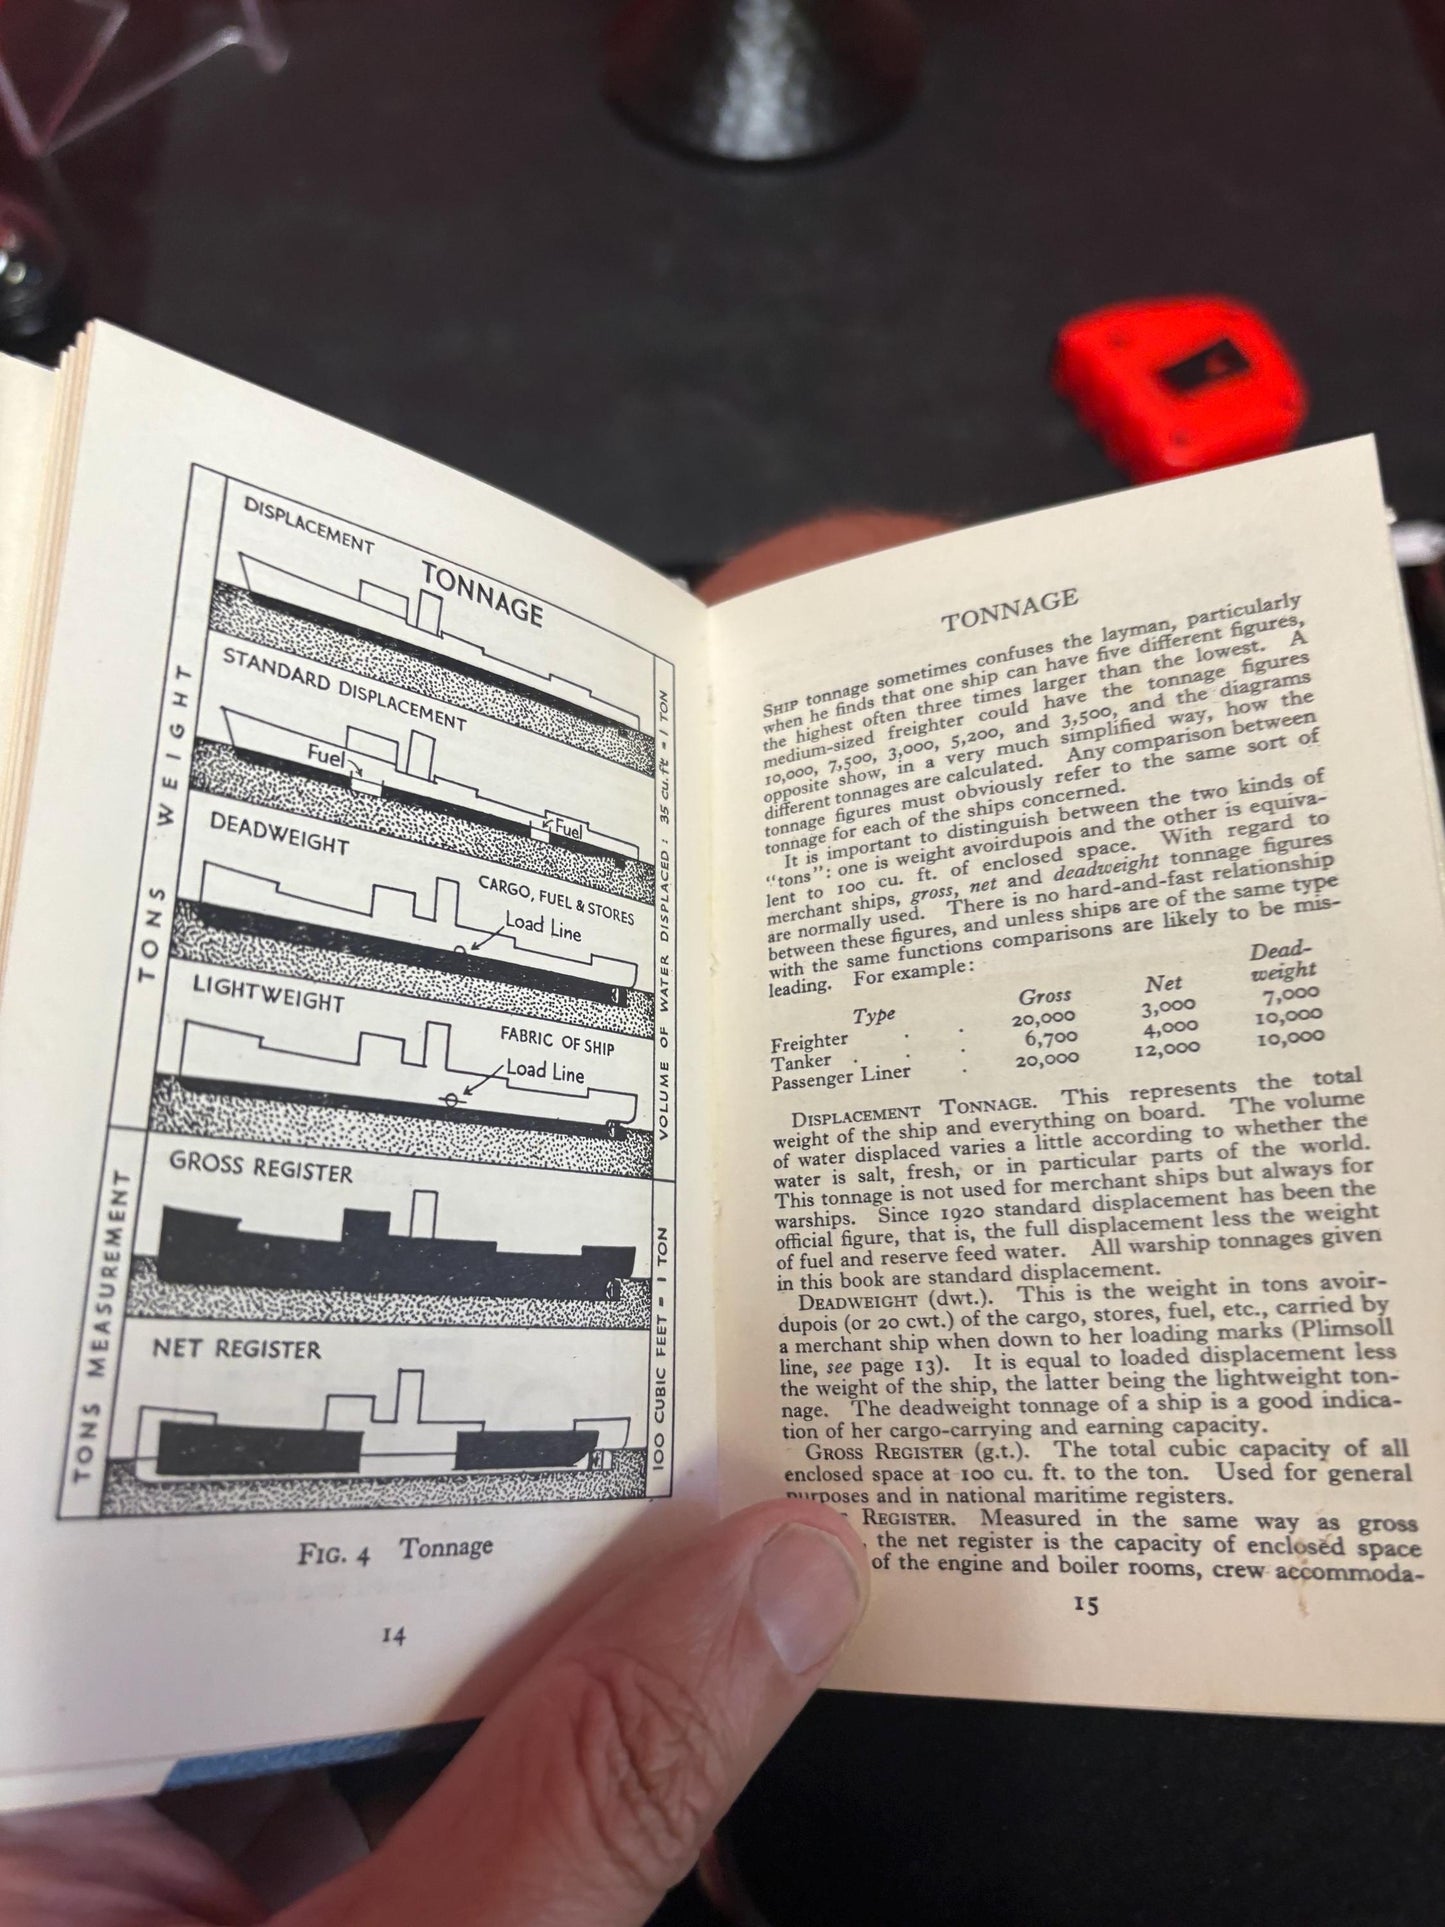 DISPLACEMENT
TONNAGE
STANDARD DISPLACEMENT
Fuel
Fuel
DEADWEIGHT
CARGO, FUEL & STORES
Load Line
LIGHTWEIGHT
FABRIC OF SHIP
Load Line
GROSS REGISTER
NET REGISTER
TONS WEIGHT
TONS MEASUREMENT
VOLUME OF WATER DISPLACED: 35 cu.ft = 1 TON
100 CUBIC FEET = 1 TON
FIG. 4 Tonnage
14
TONNAGE
SHIP tonnage sometimes confuses the layman, particularly
when he finds that one ship can have five different figures,
the highest often three times larger than the lowest. A
medium-sized freighter could have the tonnage figures
10,000, 7,500, 3,000, 5,200, and 3,500, and the diagrams
opposite show, in a very much simplified way, how the
different tonnages are calculated. Any comparison between
tonnage figures must obviously refer to the same sort of
tonnage for each of the ships concerned.
It is important to distinguish between the two kinds of
"tons": one is weight avoirdupois and the other is equiva-
lent to 100 cu. ft. of enclosed space. With regard to
merchant ships, gross, net and deadweight tonnage figures
are normally used. There is no hard-and-fast relationship
between these figures, and unless ships are of the same type
with the same functions comparisons are likely to be mis-
leading. For example:
Type Gross Net Dead-
weight
Freighter . . 20,000 3,000 7,000
Tanker . . . 6,700 4,000 10,000
Passenger Liner . 20,000 12,000 10,000
DISPLACEMENT TONNAGE. This represents the total
weight of the ship and everything on board. The volume
of water displaced varies a little according to whether the
water is salt, fresh, or in particular parts of the world.
This tonnage is not used for merchant ships but always for
warships. Since 1920 standard displacement has been the
official figure, that is, the full displacement less the weight
of fuel and reserve feed water. All warship tonnages given
in this book are standard displacement.
DEADWEIGHT (dwt.). This is the weight in tons avoir-
dupois (or 20 cwt.) of the cargo, stores, fuel, etc., carried by
a merchant ship when down to her loading marks (Plimsoll
line, see page 13). It is equal to loaded displacement less
the weight of the ship, the latter being the lightweight ton-
nage. The deadweight tonnage of a ship is a good indica-
tion of her cargo-carrying and earning capacity.
GROSS REGISTER (g.t.). The total cubic capacity of all
enclosed space at 100 cu. ft. to the ton. Used for general
purposes and in national maritime registers.
REGISTER. Measured in the same way as gross
, the net register is the capacity of enclosed space
of the engine and boiler rooms, crew accommoda-
15